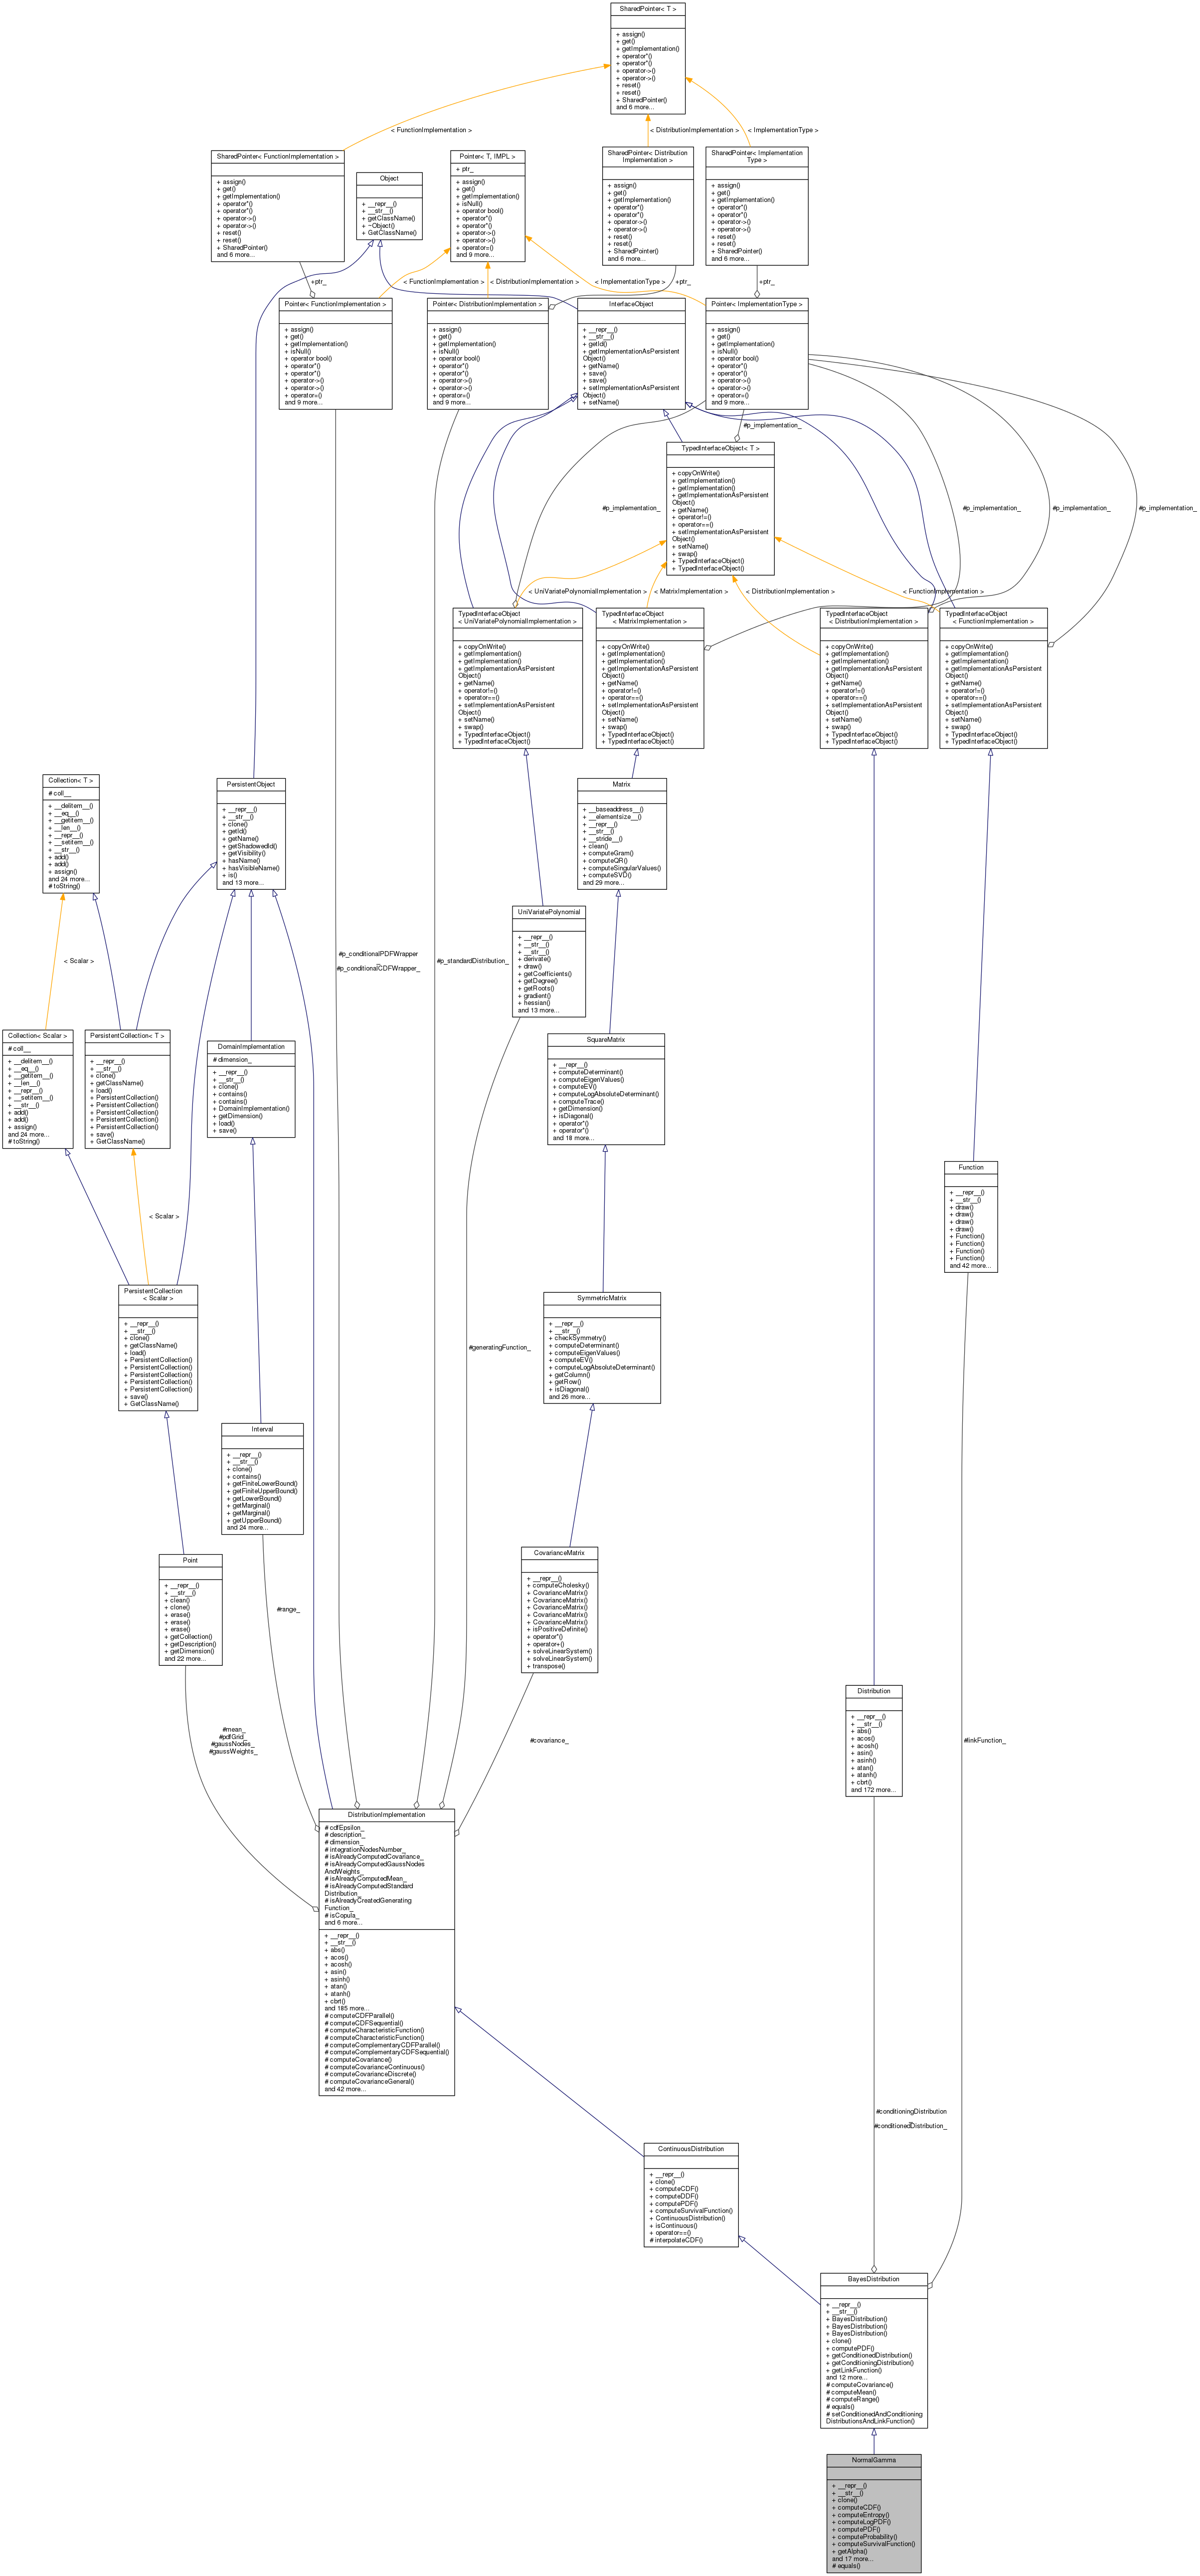 SharedPointer< T >
+ assign()
+ get()
+ getImplementation()
+ operator*()
+ operator*()
+ operator->()
+ operator->()
+ reset()
+ reset()
+ SharedPointer()
and 6 more...
< FunctionImplementation >
< DistributionImplementation >
< ImplementationType >
SharedPointer< FunctionImplementation >
+ assign()
+ get()
+ getImplementation()
+ operator*()
+ operator*()
+ operator->()
+ operator->()
+ reset()
+ reset()
+ SharedPointer()
and 6 more...
Object
+ __repr__()
+ __str__()
+ getClassName()
+ ~Object()
+ GetClassName()
Pointer< T, IMPL >
+ ptr_
+ assign()
+ get()
+ getImplementation()
+ isNull()
+ operator bool()
+ operator*()
+ operator*()
+ operator->()
+ operator->()
+ operator=()
and 9 more...
SharedPointer< Distribution
Implementation >
+ assign()
+ get()
+ getImplementation()
+ operator*()
+ operator*()
+ operator->()
+ operator->()
+ reset()
+ reset()
+ SharedPointer()
and 6 more...
SharedPointer< Implementation
Type >
+ assign()
+ get()
+ getImplementation()
+ operator*()
+ operator*()
+ operator->()
+ operator->()
+ reset()
+ reset()
+ SharedPointer()
and 6 more...
+ptr_
< FunctionImplementation >
< DistributionImplementation >
< ImplementationType >
+ptr_
+ptr_
Pointer< FunctionImplementation >
+ assign()
+ get()
+ getImplementation()
+ isNull()
+ operator bool()
+ operator*()
+ operator*()
+ operator->()
+ operator->()
+ operator=()
and 9 more...
Pointer< DistributionImplementation >
+ assign()
+ get()
+ getImplementation()
+ isNull()
+ operator bool()
+ operator*()
+ operator*()
+ operator->()
+ operator->()
+ operator=()
and 9 more...
InterfaceObject
+ __repr__()
+ __str__()
+ getId()
+ getImplementationAsPersistent
Object()
+ getName()
+ save()
+ save()
+ setImplementationAsPersistent
Object()
+ setName()
Pointer< ImplementationType >
+ assign()
+ get()
+ getImplementation()
+ isNull()
+ operator bool()
+ operator*()
+ operator*()
+ operator->()
+ operator->()
+ operator=()
and 9 more...
#p_implementation_
TypedInterfaceObject< T >
+ copyOnWrite()
+ getImplementation()
+ getImplementation()
+ getImplementationAsPersistent
Object()
+ getName()
+ operator!=()
+ operator==()
+ setImplementationAsPersistent
Object()
+ setName()
+ swap()
+ TypedInterfaceObject()
+ TypedInterfaceObject()
#p_implementation_
#p_implementation_
#p_implementation_
#p_implementation_
< UniVariatePolynomialImplementation >
< MatrixImplementation >
< DistributionImplementation >
< FunctionImplementation >
TypedInterfaceObject
< UniVariatePolynomialImplementation >
+ copyOnWrite()
+ getImplementation()
+ getImplementation()
+ getImplementationAsPersistent
Object()
+ getName()
+ operator!=()
+ operator==()
+ setImplementationAsPersistent
Object()
+ setName()
+ swap()
+ TypedInterfaceObject()
+ TypedInterfaceObject()
TypedInterfaceObject
< MatrixImplementation >
+ copyOnWrite()
+ getImplementation()
+ getImplementation()
+ getImplementationAsPersistent
Object()
+ getName()
+ operator!=()
+ operator==()
+ setImplementationAsPersistent
Object()
+ setName()
+ swap()
+ TypedInterfaceObject()
+ TypedInterfaceObject()
TypedInterfaceObject
< DistributionImplementation >
+ copyOnWrite()
+ getImplementation()
+ getImplementation()
+ getImplementationAsPersistent
Object()
+ getName()
+ operator!=()
+ operator==()
+ setImplementationAsPersistent
Object()
+ setName()
+ swap()
+ TypedInterfaceObject()
+ TypedInterfaceObject()
TypedInterfaceObject
< FunctionImplementation >
+ copyOnWrite()
+ getImplementation()
+ getImplementation()
+ getImplementationAsPersistent
Object()
+ getName()
+ operator!=()
+ operator==()
+ setImplementationAsPersistent
Object()
+ setName()
+ swap()
+ TypedInterfaceObject()
+ TypedInterfaceObject()
Collection< T >
# coll__
+ __delitem__()
+ __eq__()
+ __getitem__()
+ __len__()
+ __repr__()
+ __setitem__()
+ __str__()
+ add()
+ add()
+ assign()
and 24 more...
# toString()
PersistentObject
+ __repr__()
+ __str__()
+ clone()
+ getId()
+ getName()
+ getShadowedId()
+ getVisibility()
+ hasName()
+ hasVisibleName()
+ is()
and 13 more...
Matrix
+ __baseaddress__()
+ __elementsize__()
+ __repr__()
+ __str__()
+ __stride__()
+ clean()
+ computeGram()
+ computeQR()
+ computeSingularValues()
+ computeSVD()
and 29 more...
UniVariatePolynomial
+ __repr__()
+ __str__()
+ __str__()
+ derivate()
+ draw()
+ getCoefficients()
+ getDegree()
+ getRoots()
+ gradient()
+ hessian()
and 13 more...
< Scalar >
#p_conditionalPDFWrapper
_
#p_conditionalCDFWrapper_
#p_standardDistribution_
Collection< Scalar >
# coll__
+ __delitem__()
+ __eq__()
+ __getitem__()
+ __len__()
+ __repr__()
+ __setitem__()
+ __str__()
+ add()
+ add()
+ assign()
and 24 more...
# toString()
PersistentCollection< T >
+ __repr__()
+ __str__()
+ clone()
+ getClassName()
+ load()
+ PersistentCollection()
+ PersistentCollection()
+ PersistentCollection()
+ PersistentCollection()
+ save()
+ GetClassName()
DomainImplementation
# dimension_
+ __repr__()
+ __str__()
+ clone()
+ contains()
+ contains()
+ DomainImplementation()
+ getDimension()
+ load()
+ save()
SquareMatrix
+ __repr__()
+ computeDeterminant()
+ computeEigenValues()
+ computeEV()
+ computeLogAbsoluteDeterminant()
+ computeTrace()
+ getDimension()
+ isDiagonal()
+ operator*()
+ operator*()
and 18 more...
Function
+ __repr__()
+ __str__()
+ draw()
+ draw()
+ draw()
+ draw()
+ Function()
+ Function()
+ Function()
+ Function()
and 42 more...
< Scalar >
PersistentCollection
< Scalar >
+ __repr__()
+ __str__()
+ clone()
+ getClassName()
+ load()
+ PersistentCollection()
+ PersistentCollection()
+ PersistentCollection()
+ PersistentCollection()
+ save()
+ GetClassName()
#generatingFunction_
SymmetricMatrix
+ __repr__()
+ __str__()
+ checkSymmetry()
+ computeDeterminant()
+ computeEigenValues()
+ computeEV()
+ computeLogAbsoluteDeterminant()
+ getColumn()
+ getRow()
+ isDiagonal()
and 26 more...
Interval
+ __repr__()
+ __str__()
+ clone()
+ contains()
+ getFiniteLowerBound()
+ getFiniteUpperBound()
+ getLowerBound()
+ getMarginal()
+ getMarginal()
+ getUpperBound()
and 24 more...
Point
+ __repr__()
+ __str__()
+ clean()
+ clone()
+ erase()
+ erase()
+ erase()
+ getCollection()
+ getDescription()
+ getDimension()
and 22 more...
#range_
CovarianceMatrix
+ __repr__()
+ computeCholesky()
+ CovarianceMatrix()
+ CovarianceMatrix()
+ CovarianceMatrix()
+ CovarianceMatrix()
+ CovarianceMatrix()
+ isPositiveDefinite()
+ operator*()
+ operator+()
+ solveLinearSystem()
+ solveLinearSystem()
+ transpose()
Distribution
+ __repr__()
+ __str__()
+ abs()
+ acos()
+ acosh()
+ asin()
+ asinh()
+ atan()
+ atanh()
+ cbrt()
and 172 more...
#mean_
#pdfGrid_
#gaussNodes_
#gaussWeights_
#covariance_
#linkFunction_
DistributionImplementation
# cdfEpsilon_
# description_
# dimension_
# integrationNodesNumber_
# isAlreadyComputedCovariance_
# isAlreadyComputedGaussNodes
AndWeights_
# isAlreadyComputedMean_
# isAlreadyComputedStandard
Distribution_
# isAlreadyCreatedGenerating
Function_
# isCopula_
and 6 more...
+ __repr__()
+ __str__()
+ abs()
+ acos()
+ acosh()
+ asin()
+ asinh()
+ atan()
+ atanh()
+ cbrt()
and 185 more...
# computeCDFParallel()
# computeCDFSequential()
# computeCharacteristicFunction()
# computeCharacteristicFunction()
# computeComplementaryCDFParallel()
# computeComplementaryCDFSequential()
# computeCovariance()
# computeCovarianceContinuous()
# computeCovarianceDiscrete()
# computeCovarianceGeneral()
and 42 more...
#conditioningDistribution
_
#conditionedDistribution_
ContinuousDistribution
+ __repr__()
+ clone()
+ computeCDF()
+ computeDDF()
+ computePDF()
+ computeSurvivalFunction()
+ ContinuousDistribution()
+ isContinuous()
+ operator==()
# interpolateCDF()
BayesDistribution
+ __repr__()
+ __str__()
+ BayesDistribution()
+ BayesDistribution()
+ BayesDistribution()
+ clone()
+ computePDF()
+ getConditionedDistribution()
+ getConditioningDistribution()
+ getLinkFunction()
and 12 more...
# computeCovariance()
# computeMean()
# computeRange()
# equals()
# setConditionedAndConditioning
DistributionsAndLinkFunction()
NormalGamma
+ __repr__()
+ __str__()
+ clone()
+ computeCDF()
+ computeEntropy()
+ computeLogPDF()
+ computePDF()
+ computeProbability()
+ computeSurvivalFunction()
+ getAlpha()
and 17 more...
# equals()